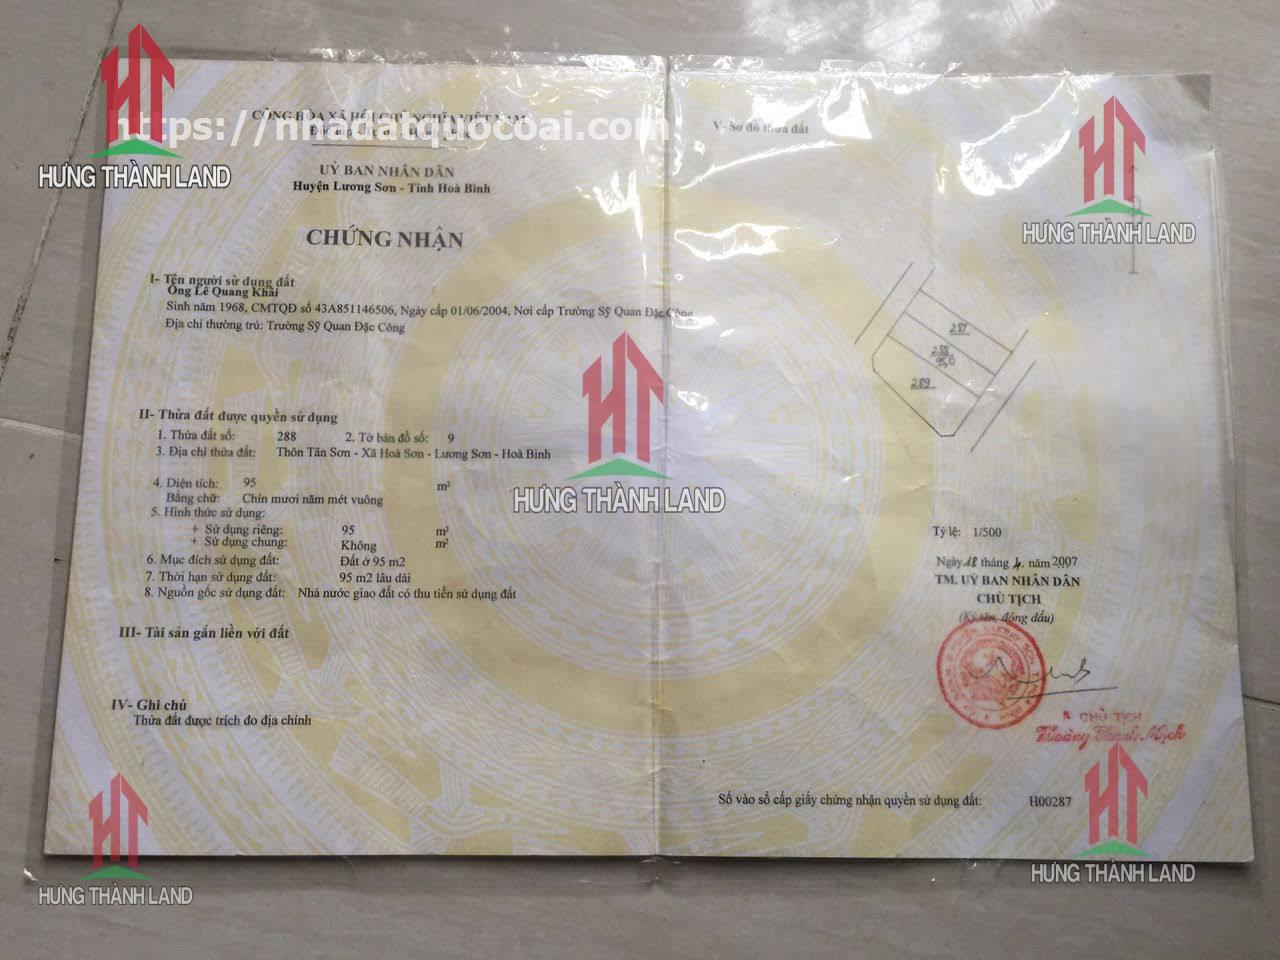 HƯNG THÀNH LAND
https://nhadatquocoai.com
CỘNG HÒA XÃ HỘI CHỦ NGHĨA VIỆT NAM
UỶ BAN NHÂN DÂN
Huyện Lương Sơn - Tỉnh Hoà Bình
CHỨNG NHẬN
I- Tên người sử dụng đất
Ông Lê Quang Khải
Sinh năm 1968, CMTQĐ số 43A851146506, Ngày cấp 01/06/2004, Nơi cấp Trường Sỹ Quan Đặc Công
Địa chỉ thường trú: Trường Sỹ Quan Đặc Công
II- Thửa đất được quyền sử dụng
1. Thửa đất số: 288 2. Tờ bản đồ số: 9
3. Địa chỉ thửa đất: Thôn Tân Sơn - Xã Hoà Sơn - Lương Sơn - Hoà Bình
4. Diện tích: 95 m²
Bằng chữ: Chín mươi năm mét vuông
5. Hình thức sử dụng:
+ Sử dụng riêng: 95 m²
+ Sử dụng chung: Không m²
6. Mục đích sử dụng đất: Đất ở 95 m2
7. Thời hạn sử dụng đất: 95 m2 lâu dài
8. Nguồn gốc sử dụng đất: Nhà nước giao đất có thu tiền sử dụng đất
III- Tài sản gắn liền với đất
IV- Ghi chú
Thửa đất được trích đo địa chính
HƯNG THÀNH LAND
HƯNG THÀNH LAND
V- Sơ đồ thửa đất
HƯNG THÀNH LAND
287
288
95,0
289
Tỷ lệ: 1/500
Ngày 18 tháng 4. năm 2007
TM. UỶ BAN NHÂN DÂN
CHỦ TỊCH
(Ký tên, đóng dấu)
CHỦ TỊCH
Hoàng Thanh Mịch
Số vào sổ cấp giấy chứng nhận quyền sử dụng đất: H00287
HƯNG THÀNH LAND